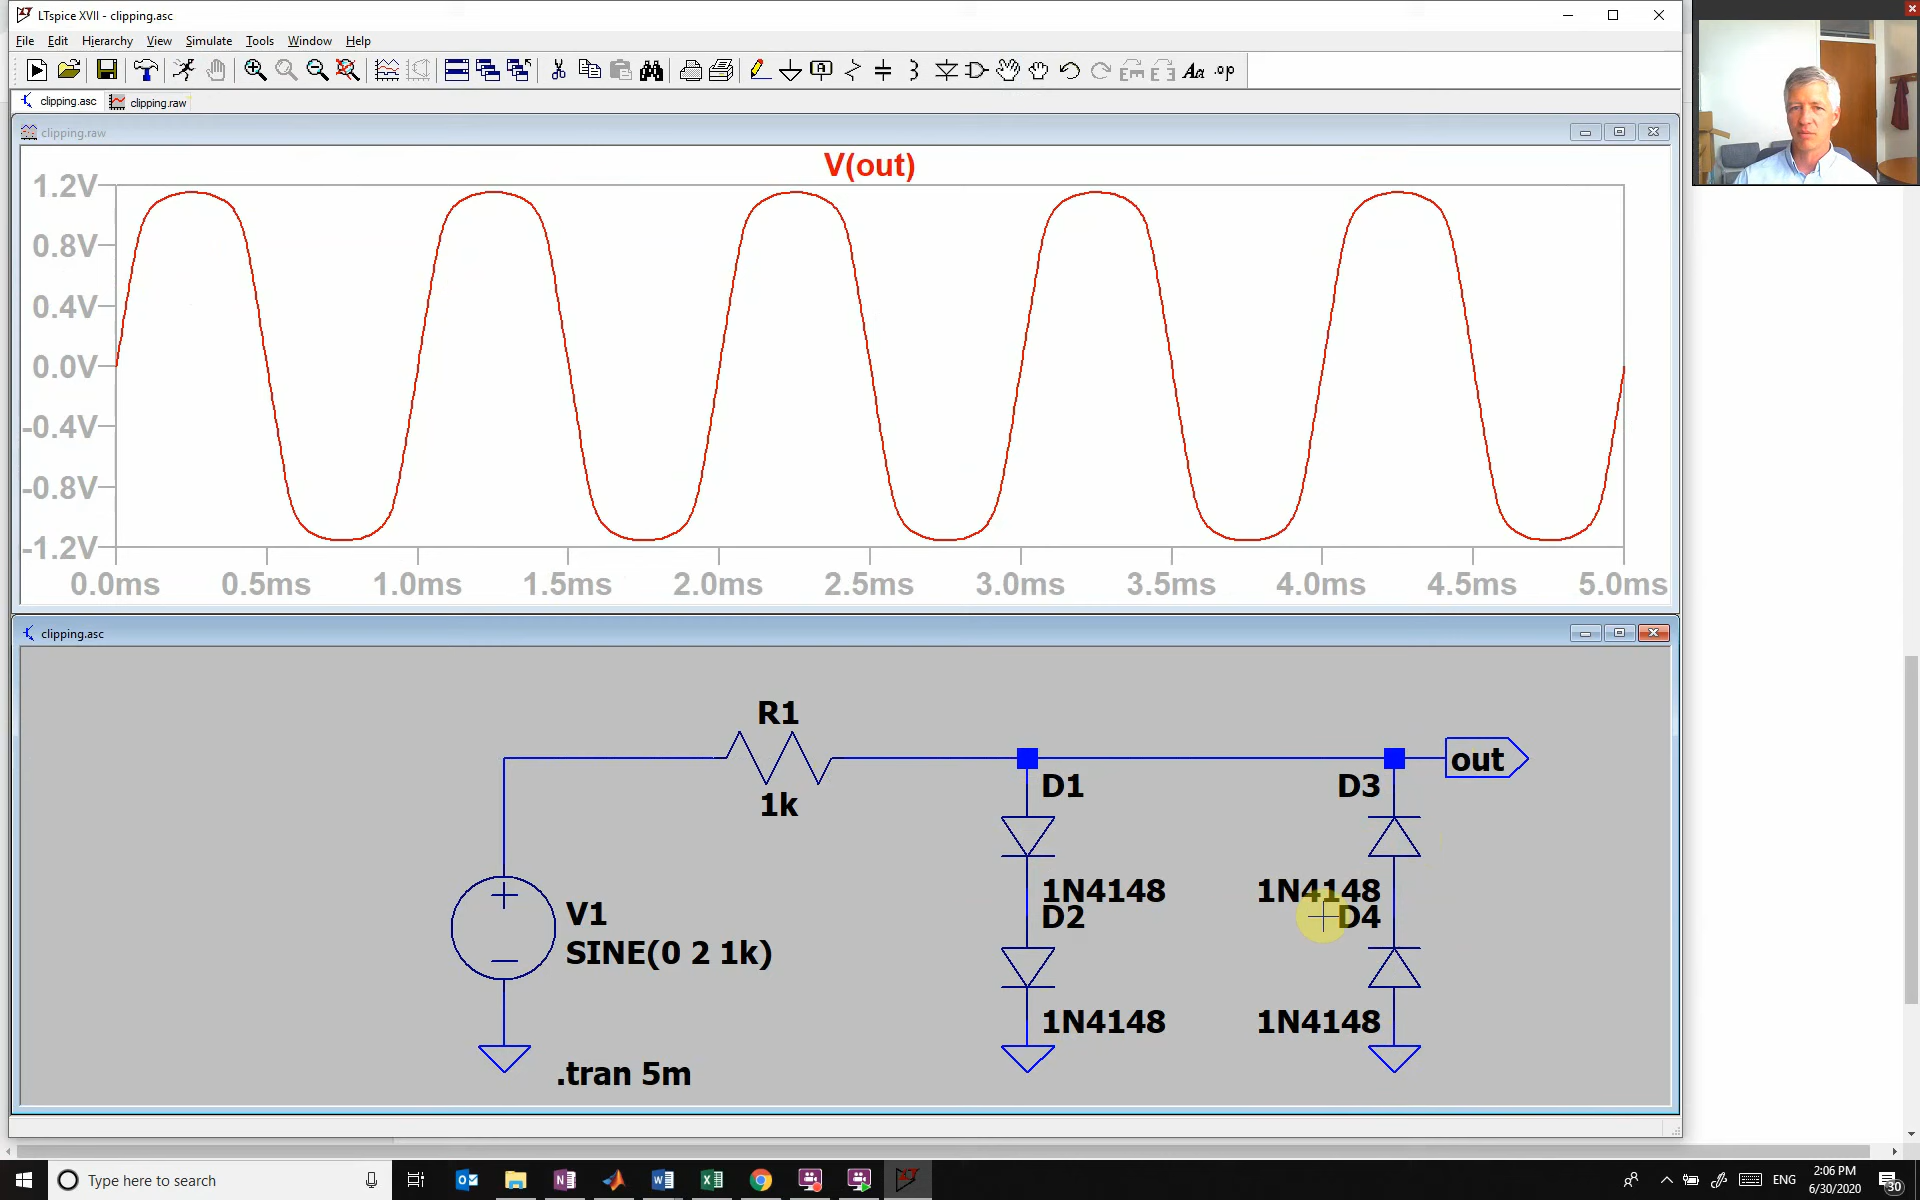 LTspice XVII - clipping.asc
File Edit Hierarchy View Simulate Tools Window Help
Aa .op
clipping.asc clipping.raw
clipping.raw
V(out)
1.2V
0.8V
0.4V
0.0V
-0.4V
-0.8V
-1.2V
0.0ms 0.5ms 1.0ms 1.5ms 2.0ms 2.5ms 3.0ms 3.5ms 4.0ms 4.5ms 5.0ms
clipping.asc
R1
1k
out
D1 D3
1N4148 1N4148
D2 D4
V1
SINE(0 2 1k)
1N4148 1N4148
.tran 5m
Type here to search
ENG
2:06 PM
6/30/2020
30